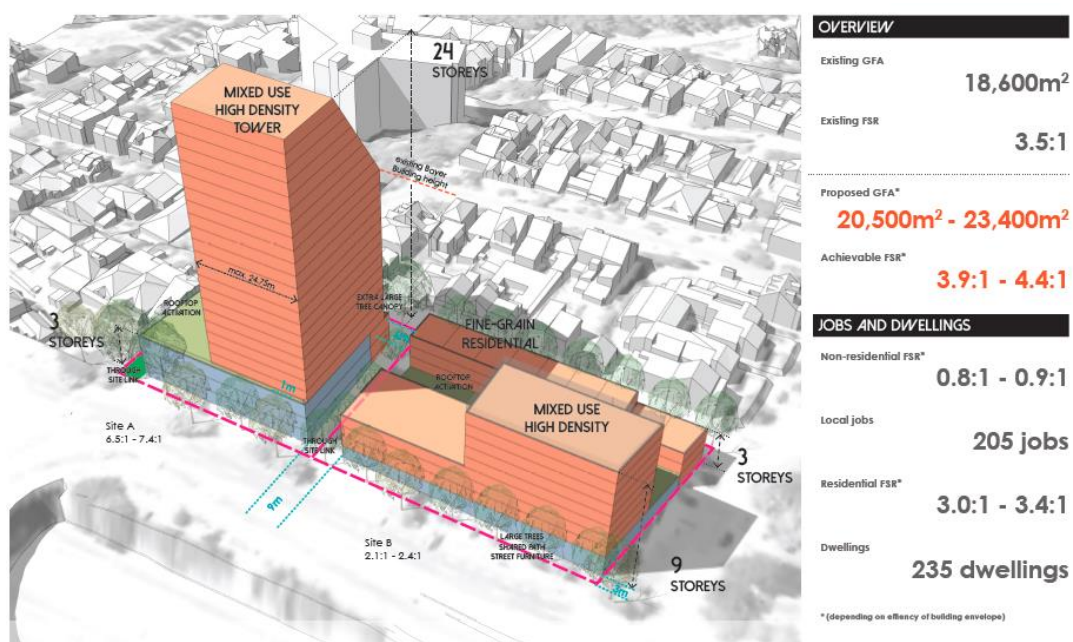 24
STOREYS
MIXED USE
HIGH DENSITY
TOWER
existing Bayer
Building height
max. 24.75m
ROOFTOP
ACTIVATION
EXTRA LARGE
TREE CANOPY
3
STOREYS
FINE-GRAIN
RESIDENTIAL
THROUGH
SITE LINK
1m
ROOFTOP
ACTIVATION
MIXED USE
HIGH DENSITY
Site A
6.5:1 - 7.4:1
THROUGH
SITE LINK
3
STOREYS
9m
Site B
2.1:1 - 2.4:1
LARGE TREES
SHARED PATH
STREET FURNITURE
9
STOREYS
OVERVIEW
Existing GFA
18,600m²
Existing FSR
3.5:1
Proposed GFA*
20,500m² - 23,400m²
Achievable FSR*
3.9:1 - 4.4:1
JOBS AND DWELLINGS
Non-residential FSR*
0.8:1 - 0.9:1
Local jobs
205 jobs
Residential FSR*
3.0:1 - 3.4:1
Dwellings
235 dwellings
* (depending on effiency of building envelope)